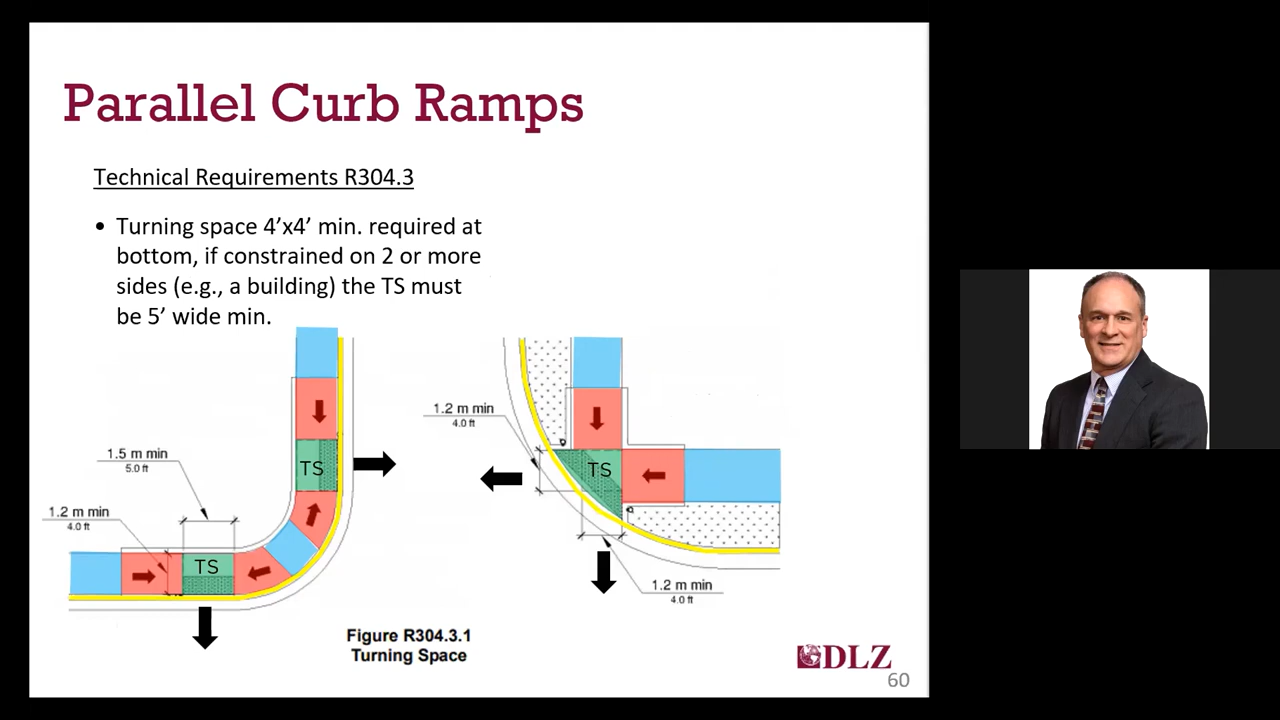 Parallel Curb Ramps
Technical Requirements R304.3
• Turning space 4’x4’ min. required at
bottom, if constrained on 2 or more
sides (e.g., a building) the TS must
be 5’ wide min.
1.2 m min
4.0 ft
1.5 m min
5.0 ft
TS
TS
1.2 m min
4.0 ft
TS
1.2 m min
4.0 ft
Figure R304.3.1
Turning Space
DLZ
60